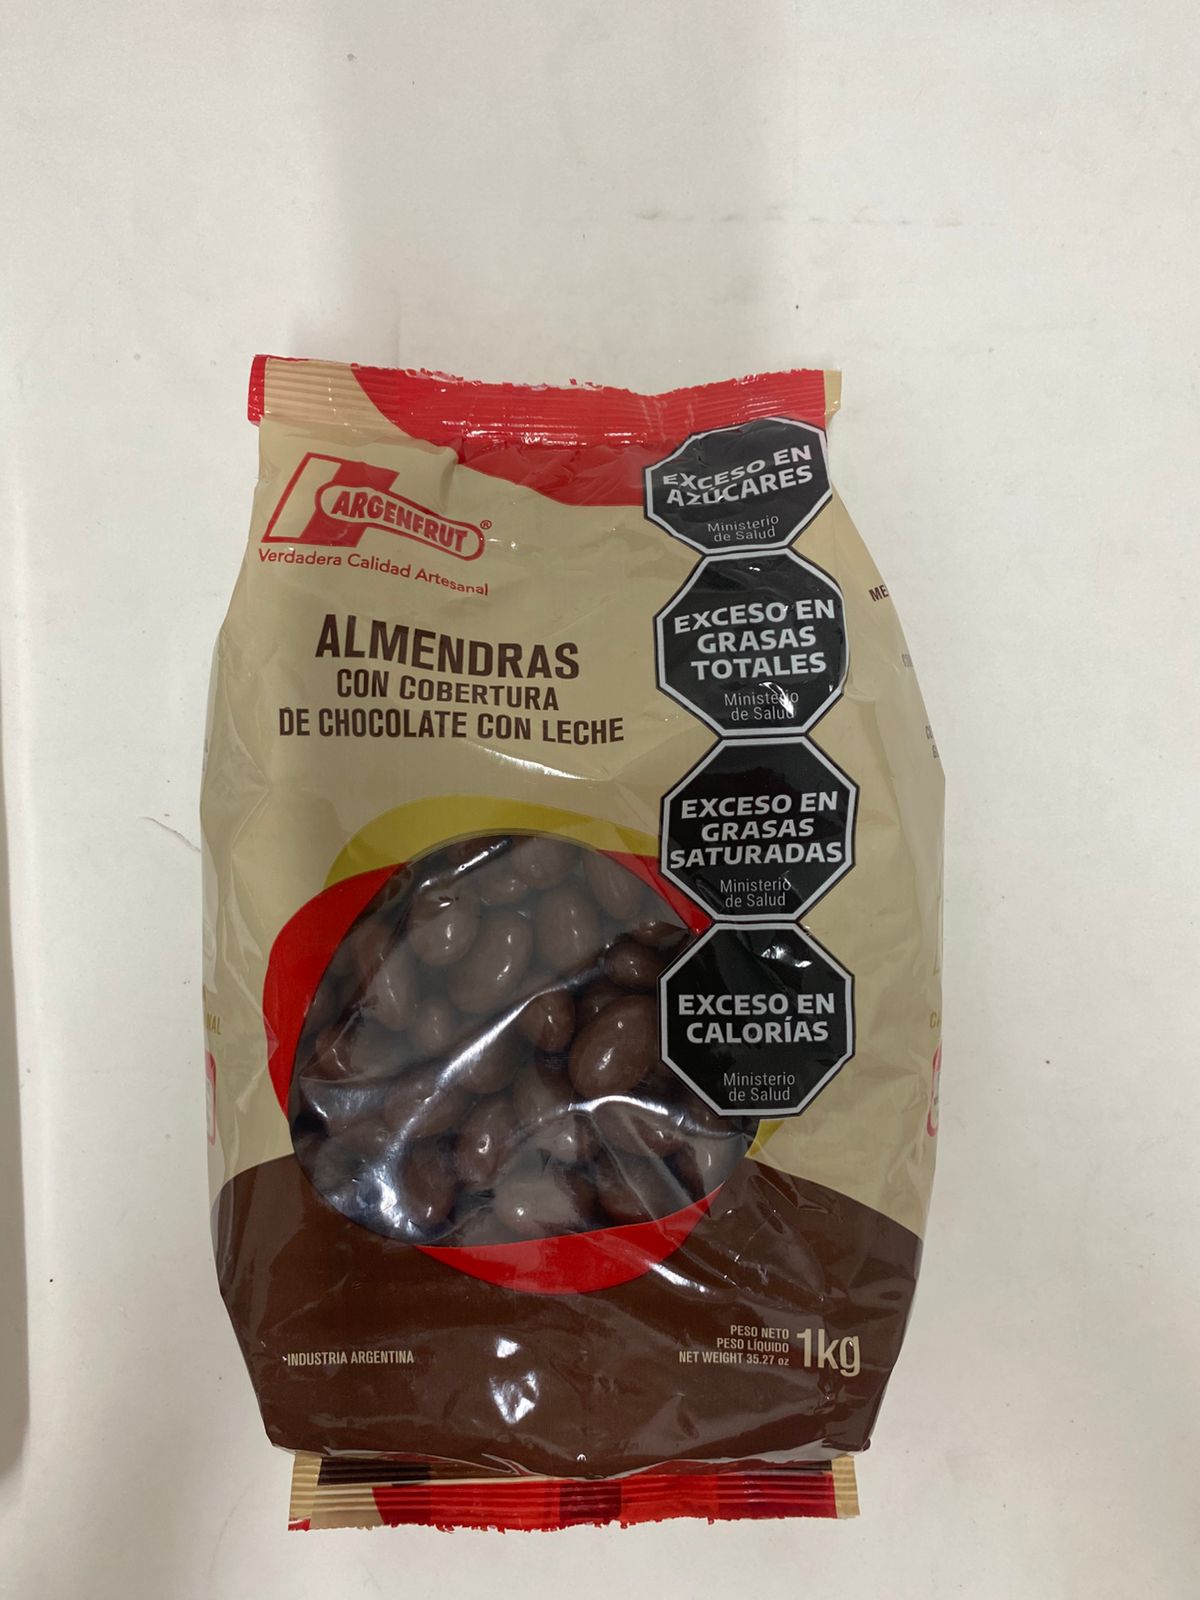 ARGENFRUT®
Verdadera Calidad Artesanal
ALMENDRAS
CON COBERTURA
DE CHOCOLATE CON LECHE
EXCESO EN
AZÚCARES
Ministerio
de Salud
EXCESO EN
GRASAS
TOTALES
Ministerio
de Salud
EXCESO EN
GRASAS
SATURADAS
Ministerio
de Salud
EXCESO EN
CALORÍAS
Ministerio
de Salud
INDUSTRIA ARGENTINA
PESO NETO
PESO LÍQUIDO
NET WEIGHT 35.27 oz
1kg